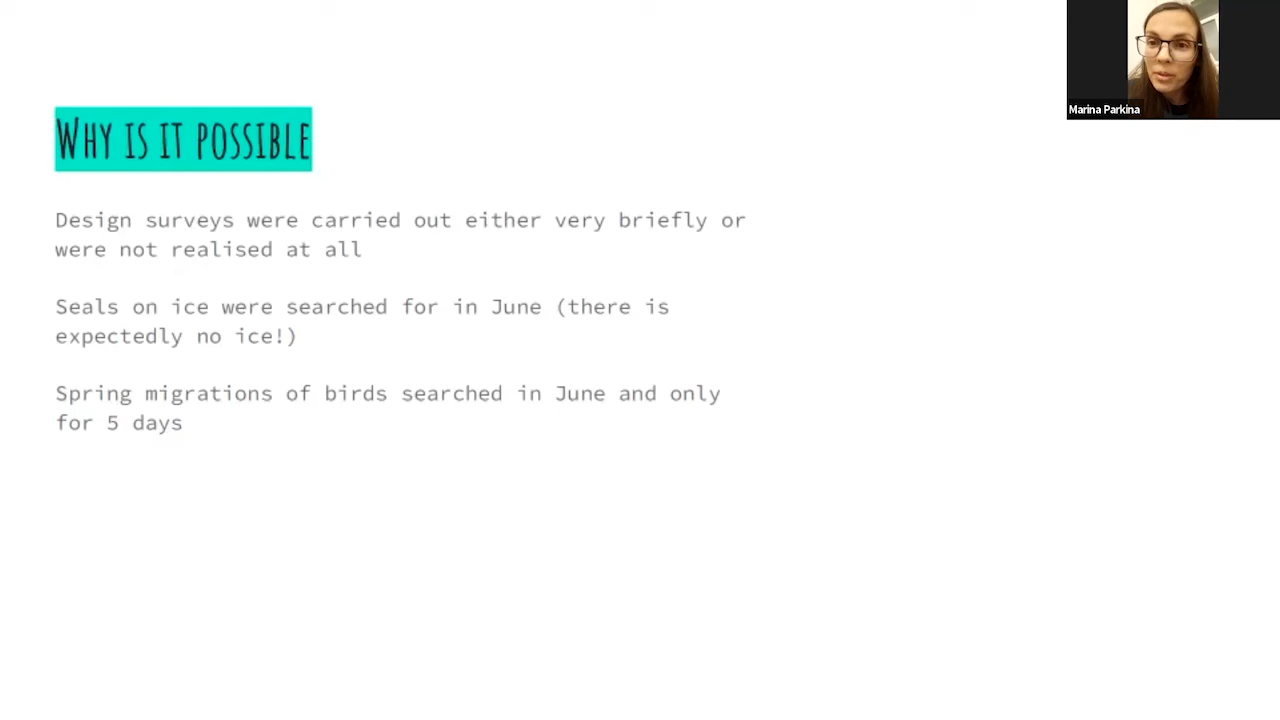 Why is it possible
Design surveys were carried out either very briefly or
were not realised at all
Seals on ice were searched for in June (there is
expectedly no ice!)
Spring migrations of birds searched in June and only
for 5 days
Marina Parkina